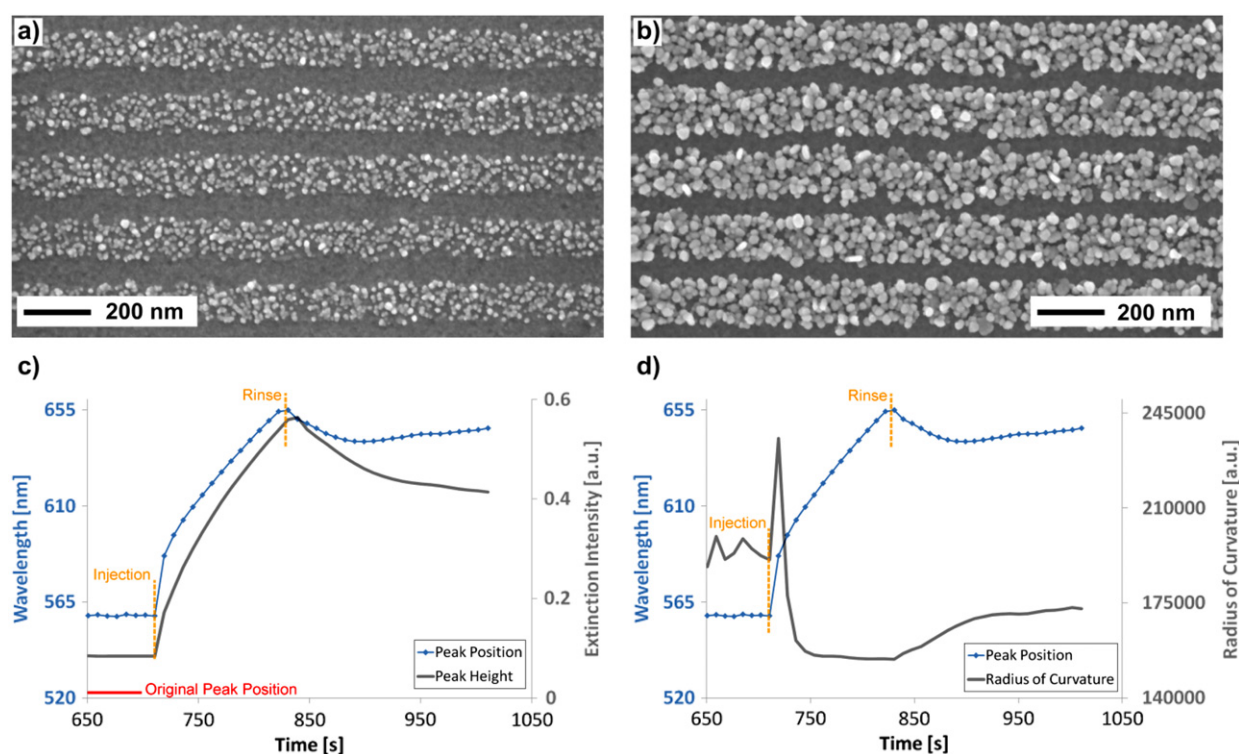 a)
200 nm
b)
200 nm
c)
Wavelength [nm]
655
610
565
520
Rinse
Injection
Original Peak Position
Peak Position
Peak Height
0.6
0.4
0.2
0
Extinction Intensity [a.u.]
650
750
850
950
1050
Time [s]
d)
Wavelength [nm]
655
610
565
520
Rinse
Injection
Peak Position
Radius of Curvature
245000
210000
175000
140000
Radius of Curvature [a.u.]
650
750
850
950
1050
Time [s]